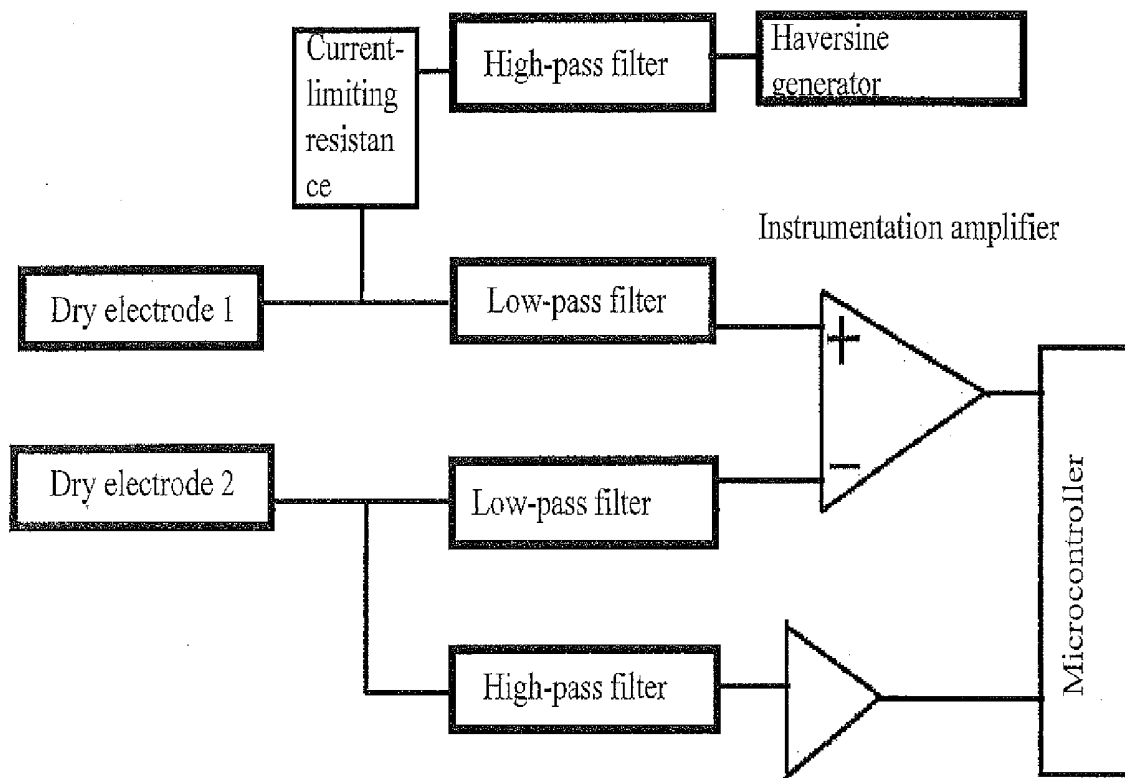 Current-
limiting
resistan
ce
High-pass filter
Haversine
generator
Instrumentation amplifier
Dry electrode 1
Low-pass filter
+
Dry electrode 2
Low-pass filter
−
High-pass filter
Microcontroller